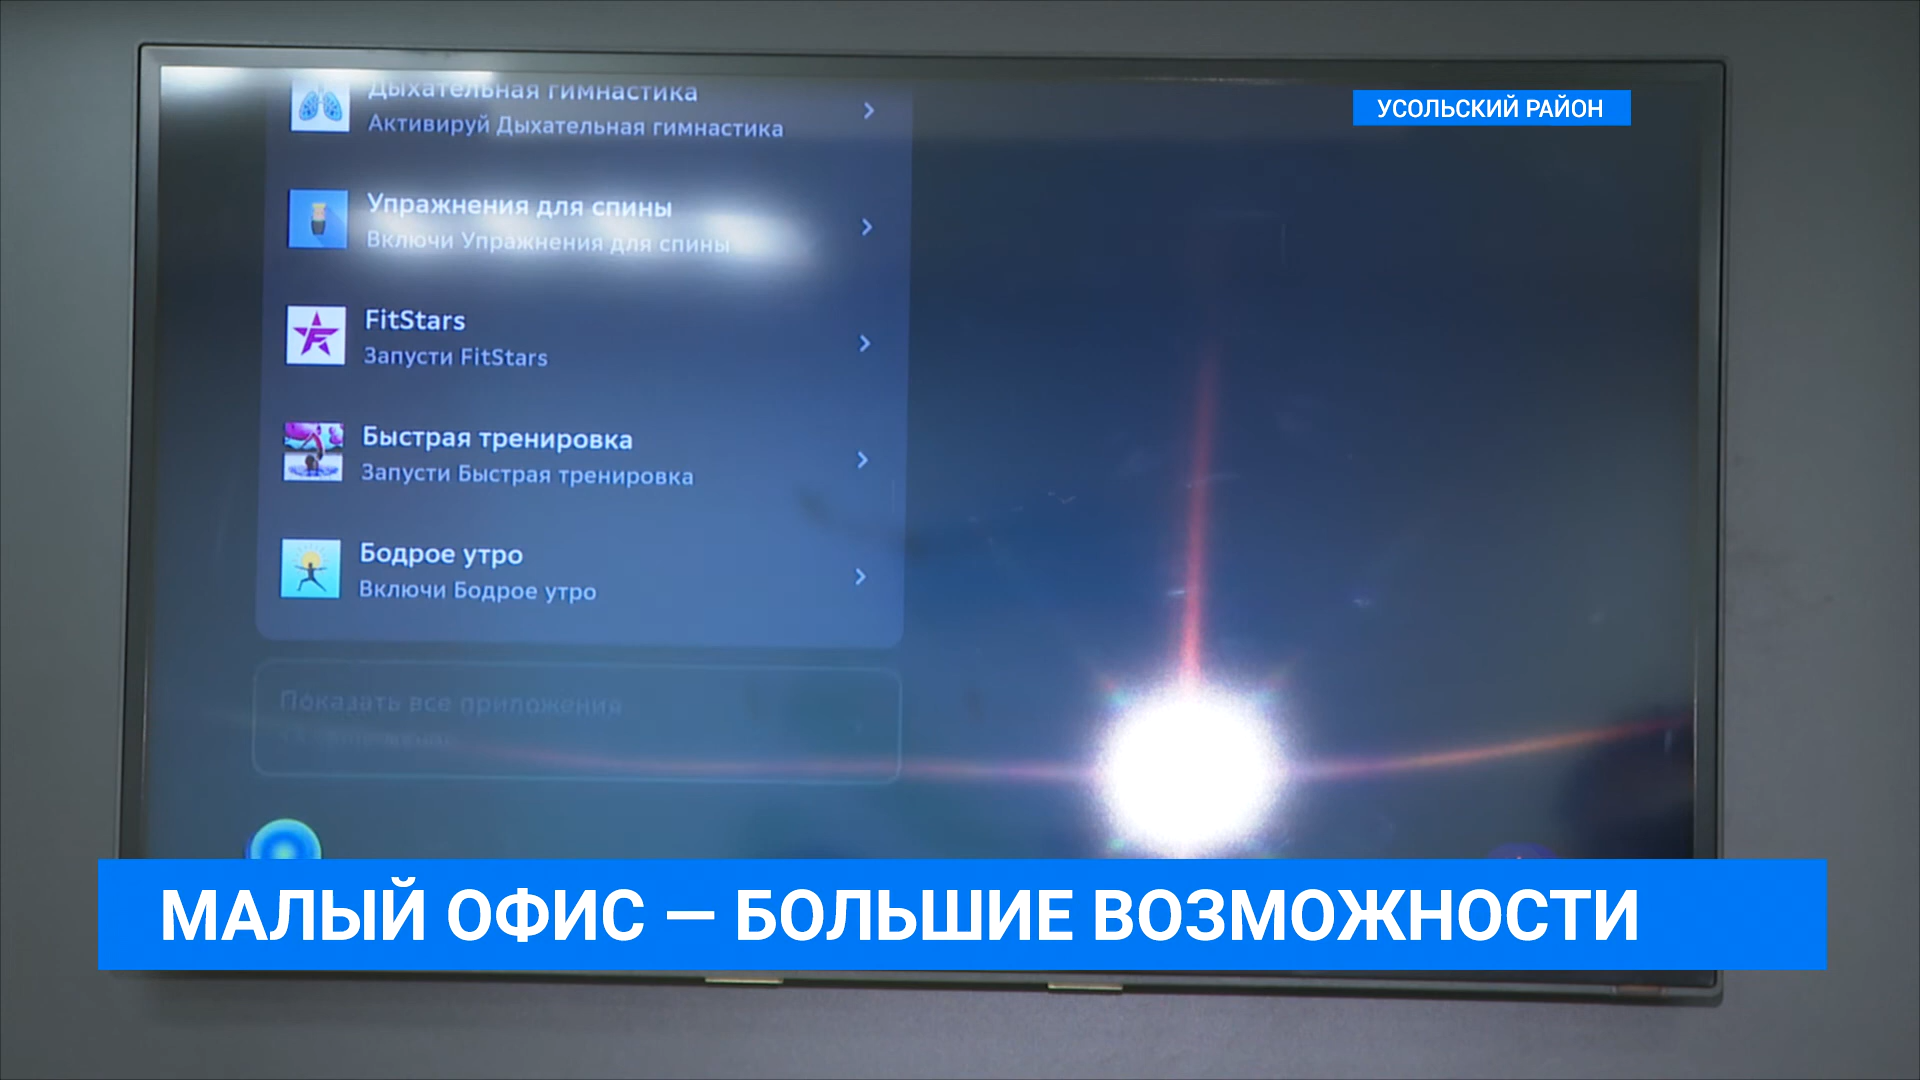 Дыхательная гимнастика
Активируй Дыхательная гимнастика
УСОЛЬСКИЙ РАЙОН
Упражнения для спины
Включи Упражнения для спины
FitStars
Запусти FitStars
Быстрая тренировка
Запусти Быстрая тренировка
Бодрое утро
Включи Бодрое утро
Показать все приложения
МАЛЫЙ ОФИС — БОЛЬШИЕ ВОЗМОЖНОСТИ